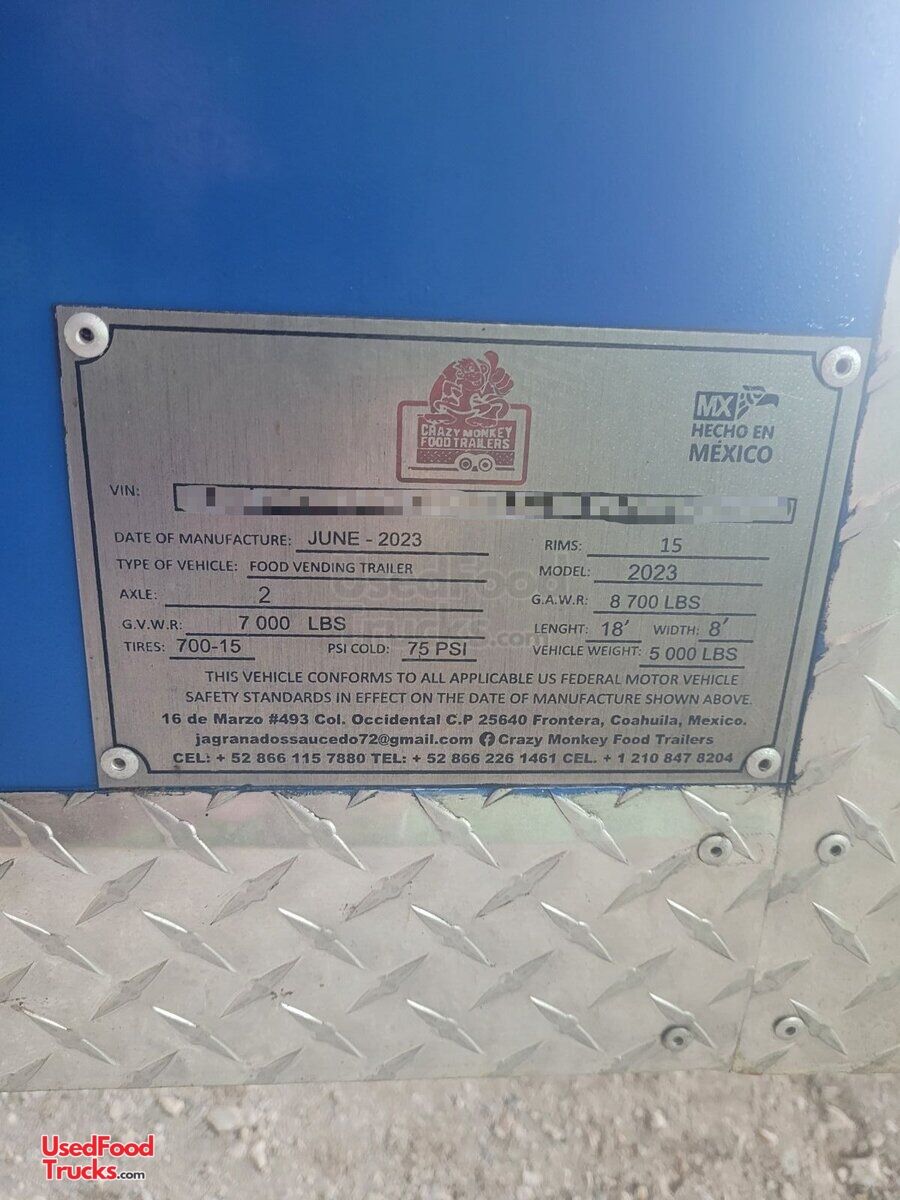 CRAZY MONKEY
FOOD TRAILERS
MX
HECHO EN
MÉXICO
VIN:
DATE OF MANUFACTURE: JUNE - 2023
RIMS: 15
TYPE OF VEHICLE: FOOD VENDING TRAILER
MODEL: 2023
AXLE: 2
G.A.W.R: 8 700 LBS
G.V.W.R: 7 000 LBS
LENGHT: 18' WIDTH: 8'
TIRES: 700-15 PSI COLD: 75 PSI
VEHICLE WEIGHT: 5 000 LBS
THIS VEHICLE CONFORMS TO ALL APPLICABLE US FEDERAL MOTOR VEHICLE
SAFETY STANDARDS IN EFFECT ON THE DATE OF MANUFACTURE SHOWN ABOVE.
16 de Marzo #493 Col. Occidental C.P 25640 Frontera, Coahuila, Mexico.
jagranadossaucedo72@gmail.com Crazy Monkey Food Trailers
CEL: + 52 866 115 7880 TEL: + 52 866 226 1461 CEL. + 1 210 847 8204
UsedFood
Trucks.com
UsedFood
Trucks.com